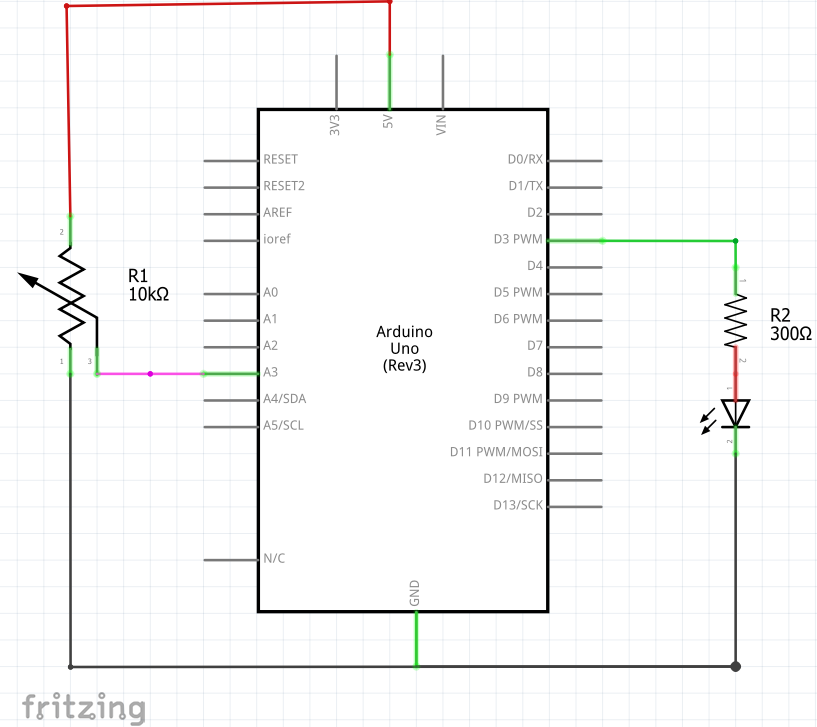 3V3
5V
VIN
RESET
RESET2
AREF
ioref
A0
A1
A2
A3
A4/SDA
A5/SCL
N/C
D0/RX
D1/TX
D2
D3 PWM
D4
D5 PWM
D6 PWM
D7
D8
D9 PWM
D10 PWM/SS
D11 PWM/MOSI
D12/MISO
D13/SCK
Arduino
Uno
(Rev3)
GND
2
R1
10kΩ
1
3
1
R2
300Ω
2
1
2
fritzing